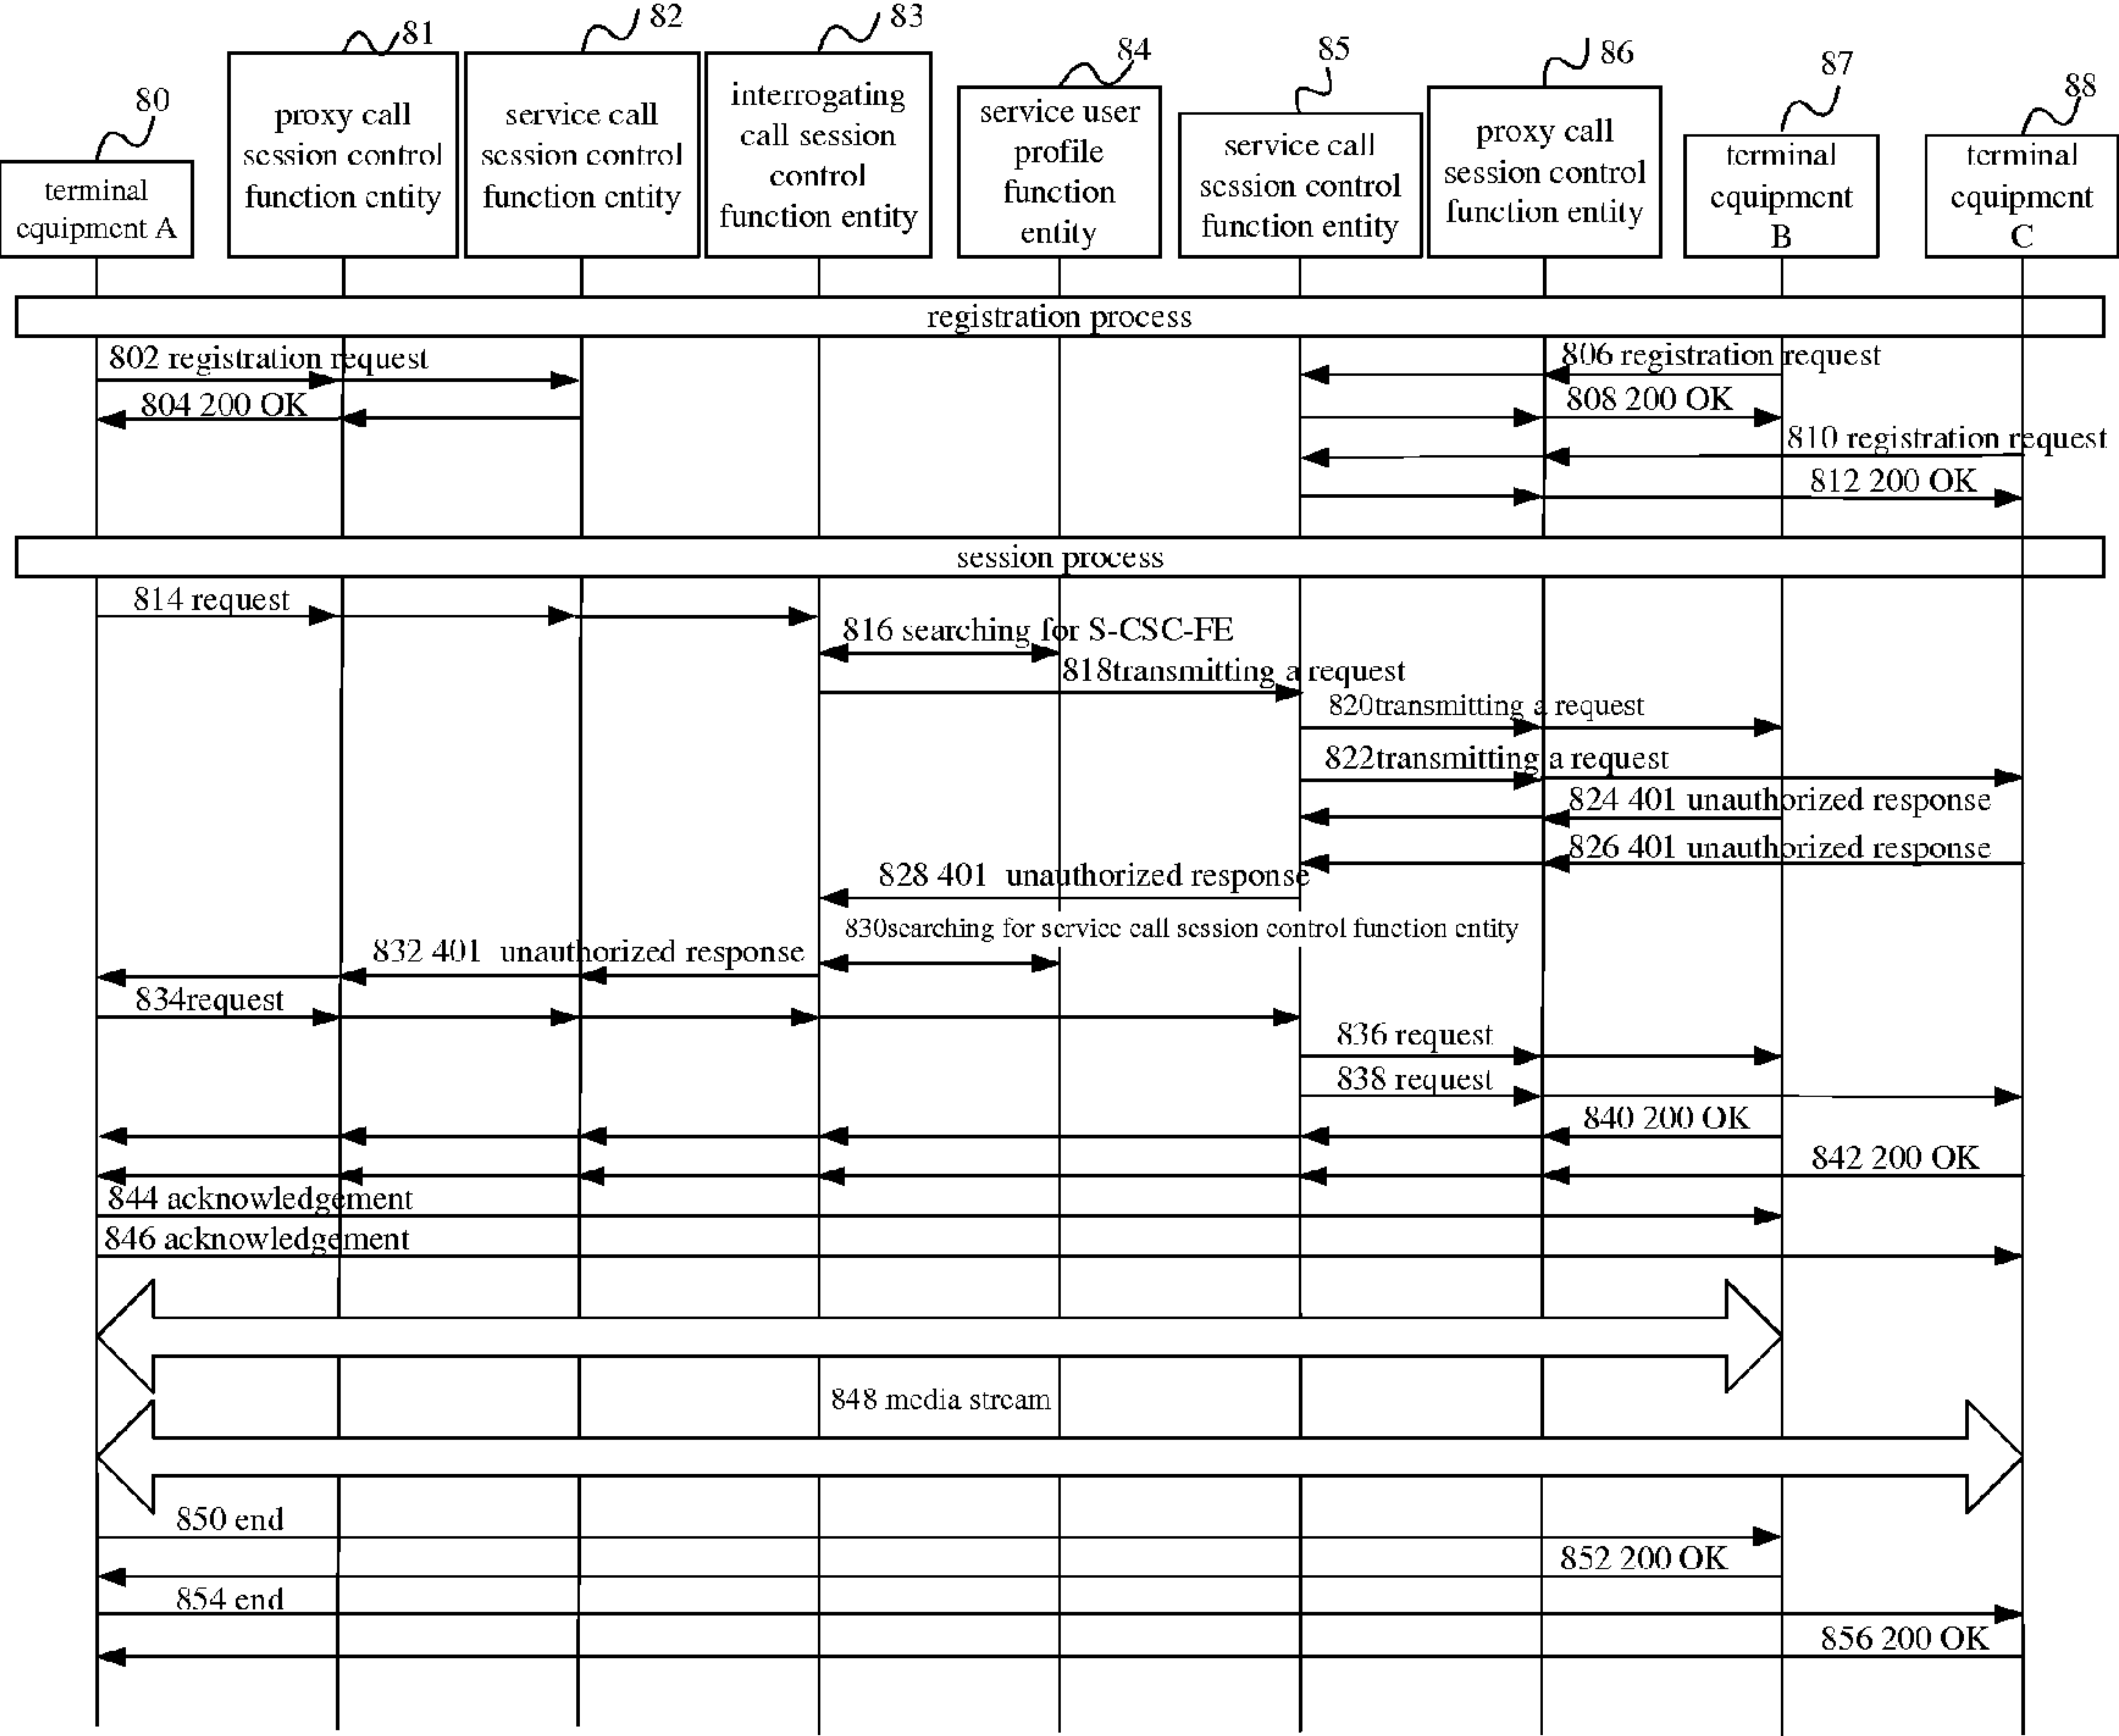 80
terminal
equipment A
81
proxy call
session control
function entity
82
service call
session control
function entity
83
interrogating
call session
control
function entity
84
service user
profile
function
entity
85
service call
session control
function entity
86
proxy call
session control
function entity
87
terminal
equipment
B
88
terminal
equipment
C
registration process
802 registration request
806 registration request
804 200 OK
808 200 OK
810 registration request
812 200 OK
session process
814 request
816 searching for S-CSC-FE
818transmitting a request
820transmitting a request
822transmitting a request
824 401 unauthorized response
826 401 unauthorized response
828 401 unauthorized response
830searching for service call session control function entity
832 401 unauthorized response
834request
836 request
838 request
840 200 OK
842 200 OK
844 acknowledgement
846 acknowledgement
848 media stream
850 end
852 200 OK
854 end
856 200 OK